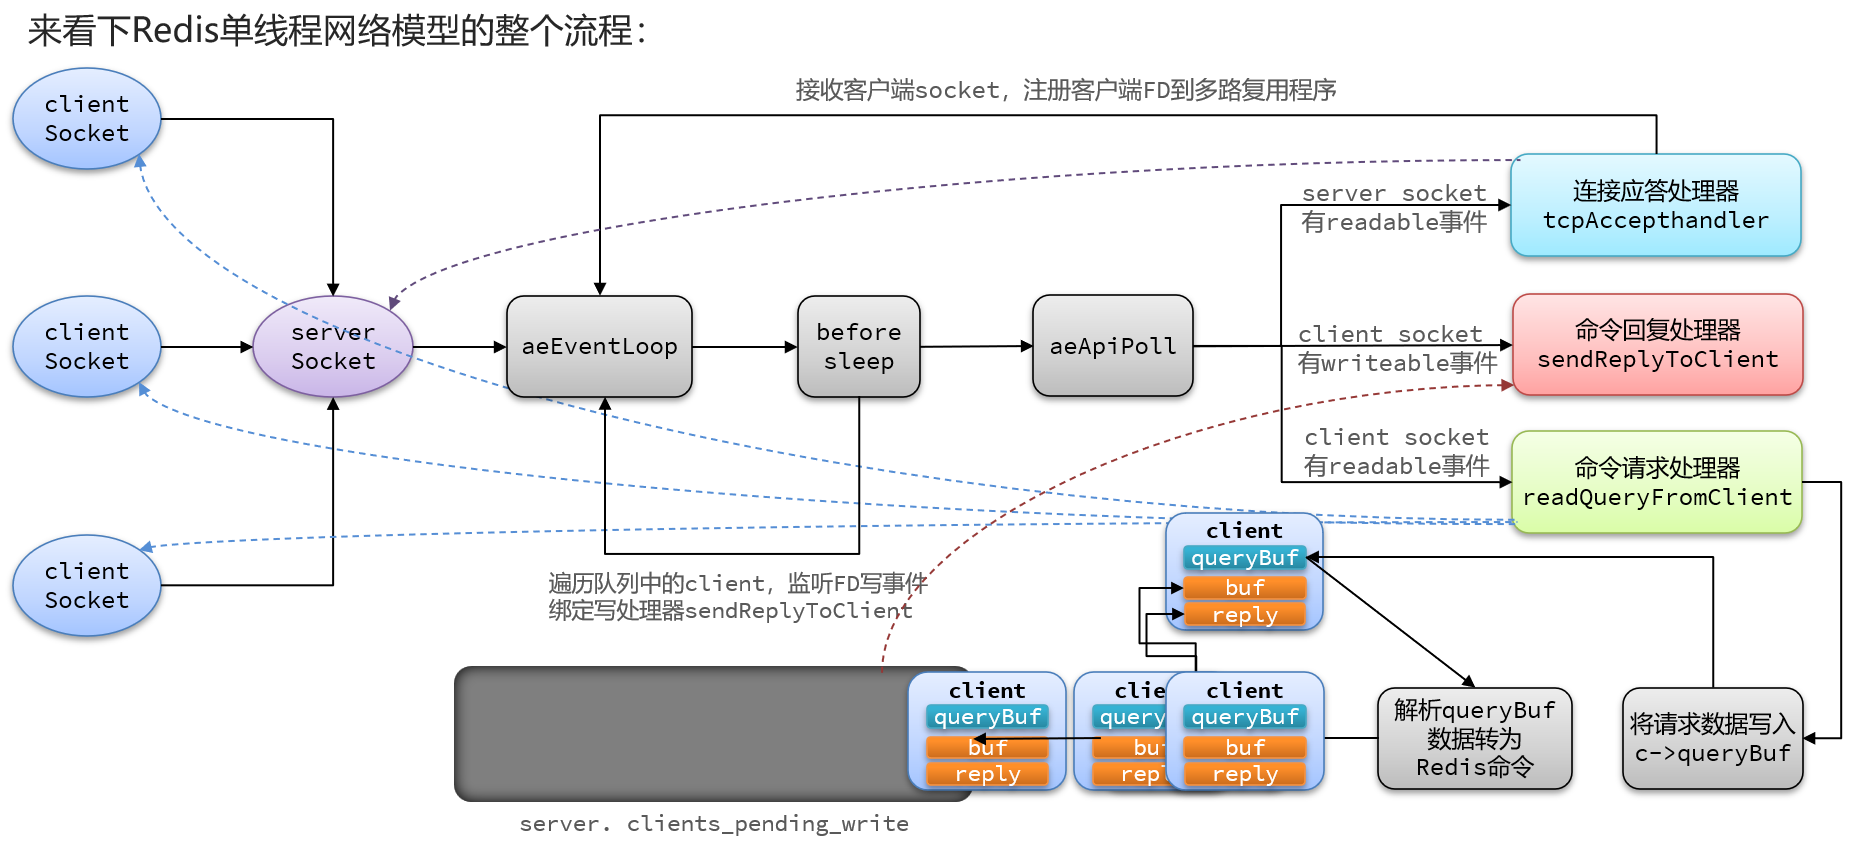 来看下Redis单线程网络模型的整个流程：
接收客户端socket，注册客户端FD到多路复用程序
client
Socket
client
Socket
client
Socket
server
Socket
aeEventLoop
before
sleep
aeApiPoll
server socket
有readable事件
client socket
有writeable事件
client socket
有readable事件
连接应答处理器
tcpAccepthandler
命令回复处理器
sendReplyToClient
命令请求处理器
readQueryFromClient
遍历队列中的client，监听FD写事件
绑定写处理器sendReplyToClient
client
queryBuf
buf
reply
client
queryBuf
buf
reply
client
queryBuf
buf
reply
解析queryBuf
数据转为
Redis命令
将请求数据写入
c->queryBuf
server. clients_pending_write